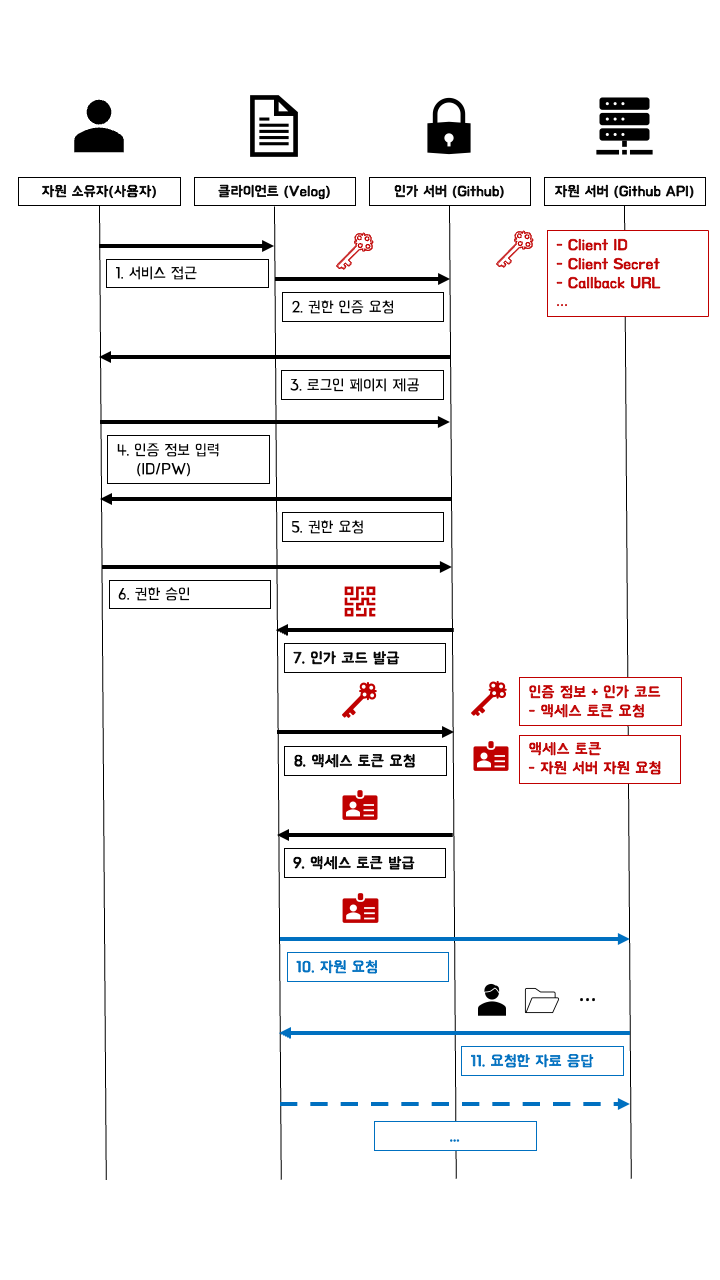 자원 소유자(사용자)
클라이언트 (Velog)
인가 서버 (Github)
자원 서버 (Github API)
- Client ID
- Client Secret
- Callback URL
...
1. 서비스 접근
2. 권한 인증 요청
3. 로그인 페이지 제공
4. 인증 정보 입력
(ID/PW)
5. 권한 요청
6. 권한 승인
7. 인가 코드 발급
인증 정보 + 인가 코드
- 액세스 토큰 요청
8. 액세스 토큰 요청
액세스 토큰
- 자원 서버 자원 요청
9. 액세스 토큰 발급
10. 자원 요청
...
11. 요청한 자료 응답
...